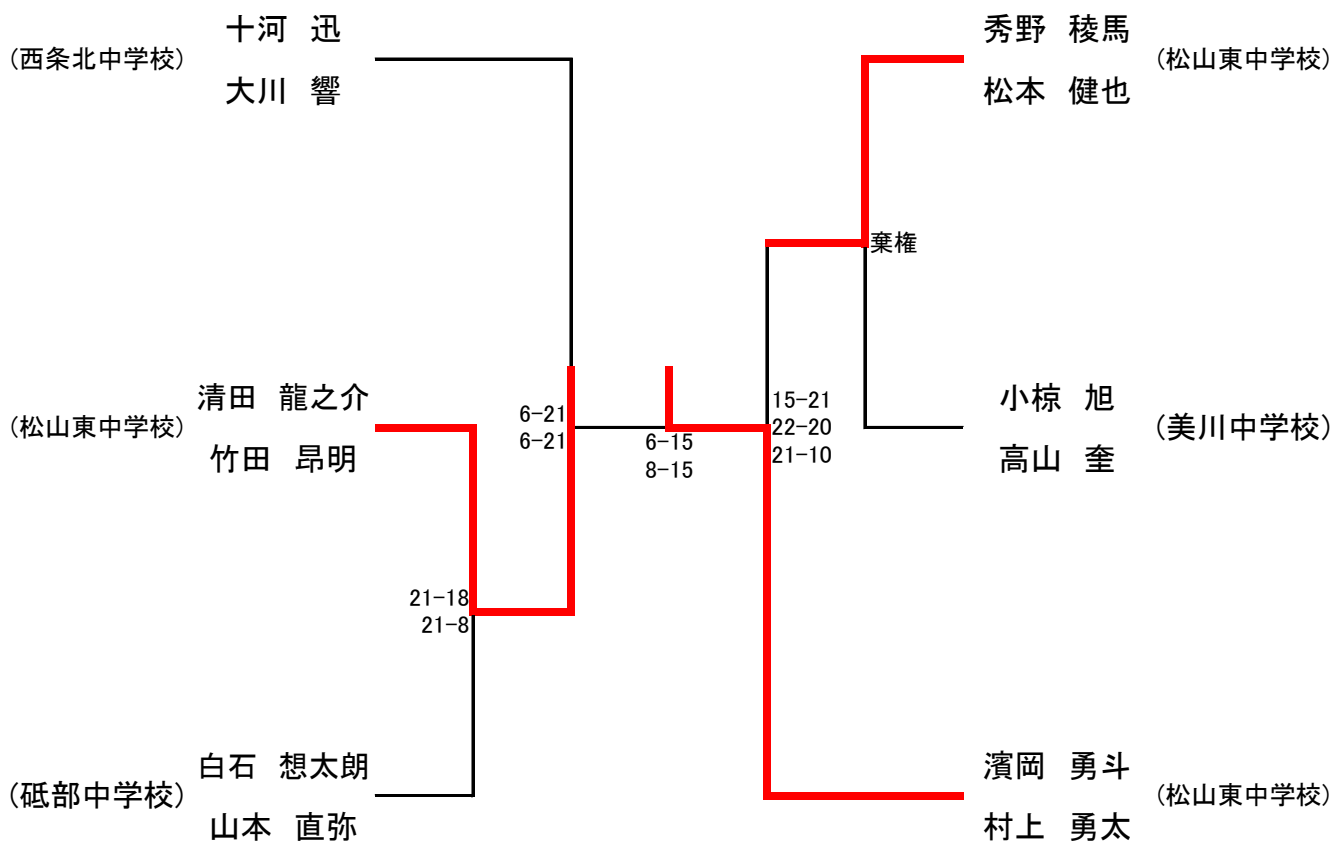 十河 迅
(西条北中学校)
大川 響
清田 龍之介
(松山東中学校)
竹田 昂明
21-18
21-8
白石 想太朗
(砥部中学校)
山本 直弥
6-21
6-21
6-15
8-15
15-21
22-20
21-10
棄権
秀野 稜馬
(松山東中学校)
松本 健也
小椋 旭
(美川中学校)
高山 奎
濱岡 勇斗
(松山東中学校)
村上 勇太